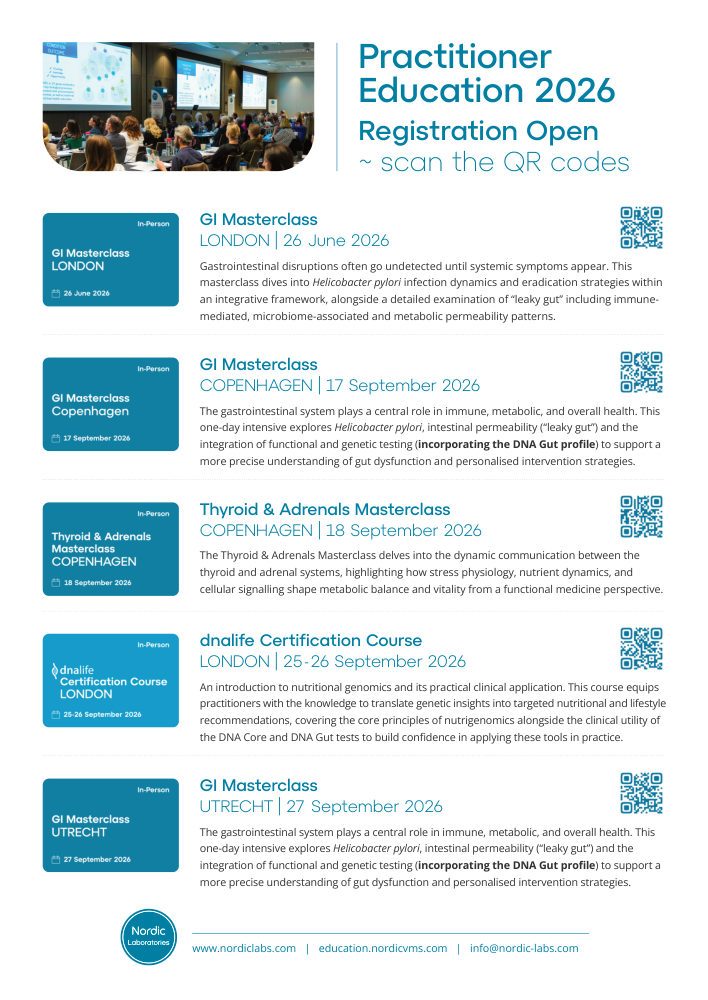 CONDITION
OUTCOME
Practitioner
Education 2026
Registration Open
~ scan the QR codes
In-Person
GI Masterclass
LONDON
26 June 2026
GI Masterclass
LONDON | 26 June 2026
Gastrointestinal disruptions often go undetected until systemic symptoms appear. This
masterclass dives into Helicobacter pylori infection dynamics and eradication strategies within
an integrative framework, alongside a detailed examination of “leaky gut” including immune-
mediated, microbiome-associated and metabolic permeability patterns.
In-Person
GI Masterclass
Copenhagen
17 September 2026
GI Masterclass
COPENHAGEN | 17 September 2026
The gastrointestinal system plays a central role in immune, metabolic, and overall health. This
one-day intensive explores Helicobacter pylori, intestinal permeability (“leaky gut”) and the
integration of functional and genetic testing (incorporating the DNA Gut profile) to support a
more precise understanding of gut dysfunction and personalised intervention strategies.
In-Person
Thyroid & Adrenals
Masterclass
COPENHAGEN
18 September 2026
Thyroid & Adrenals Masterclass
COPENHAGEN | 18 September 2026
The Thyroid & Adrenals Masterclass delves into the dynamic communication between the
thyroid and adrenal systems, highlighting how stress physiology, nutrient dynamics, and
cellular signalling shape metabolic balance and vitality from a functional medicine perspective.
In-Person
dnalife
Certification Course
LONDON
25-26 September 2026
dnalife Certification Course
LONDON | 25-26 September 2026
An introduction to nutritional genomics and its practical clinical application. This course equips
practitioners with the knowledge to translate genetic insights into targeted nutritional and lifestyle
recommendations, covering the core principles of nutrigenomics alongside the clinical utility of
the DNA Core and DNA Gut tests to build confidence in applying these tools in practice.
In-Person
GI Masterclass
UTRECHT
27 September 2026
GI Masterclass
UTRECHT | 27 September 2026
The gastrointestinal system plays a central role in immune, metabolic, and overall health. This
one-day intensive explores Helicobacter pylori, intestinal permeability (“leaky gut”) and the
integration of functional and genetic testing (incorporating the DNA Gut profile) to support a
more precise understanding of gut dysfunction and personalised intervention strategies.
Nordic
Laboratories
www.nordiclabs.com | education.nordicvms.com | info@nordic-labs.com